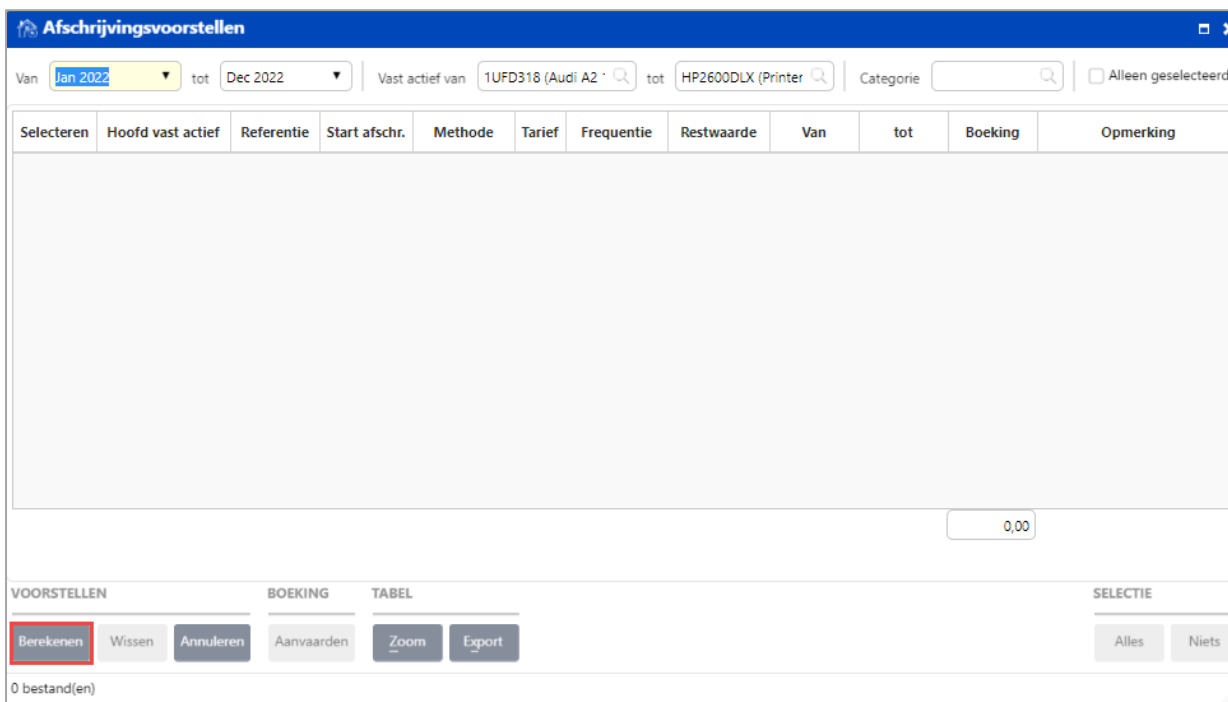 Afschrijvingsvoorstellen
Van Jan 2022 tot Dec 2022 Vast actief van 1UFD318 (Audi A2 tot HP2600DLX (Printer Categorie Alleen geselecteerd
Selecteren Hoofd vast actief Referentie Start afschr. Methode Tarief Frequentie Restwaarde Van tot Boeking Opmerking
0,00
VOORSTELLEN BOEKING TABEL SELECTIE
Berekenen Wissen Annuleren Aanvaarden Zoom Export Alles Niets
0 bestand(en)